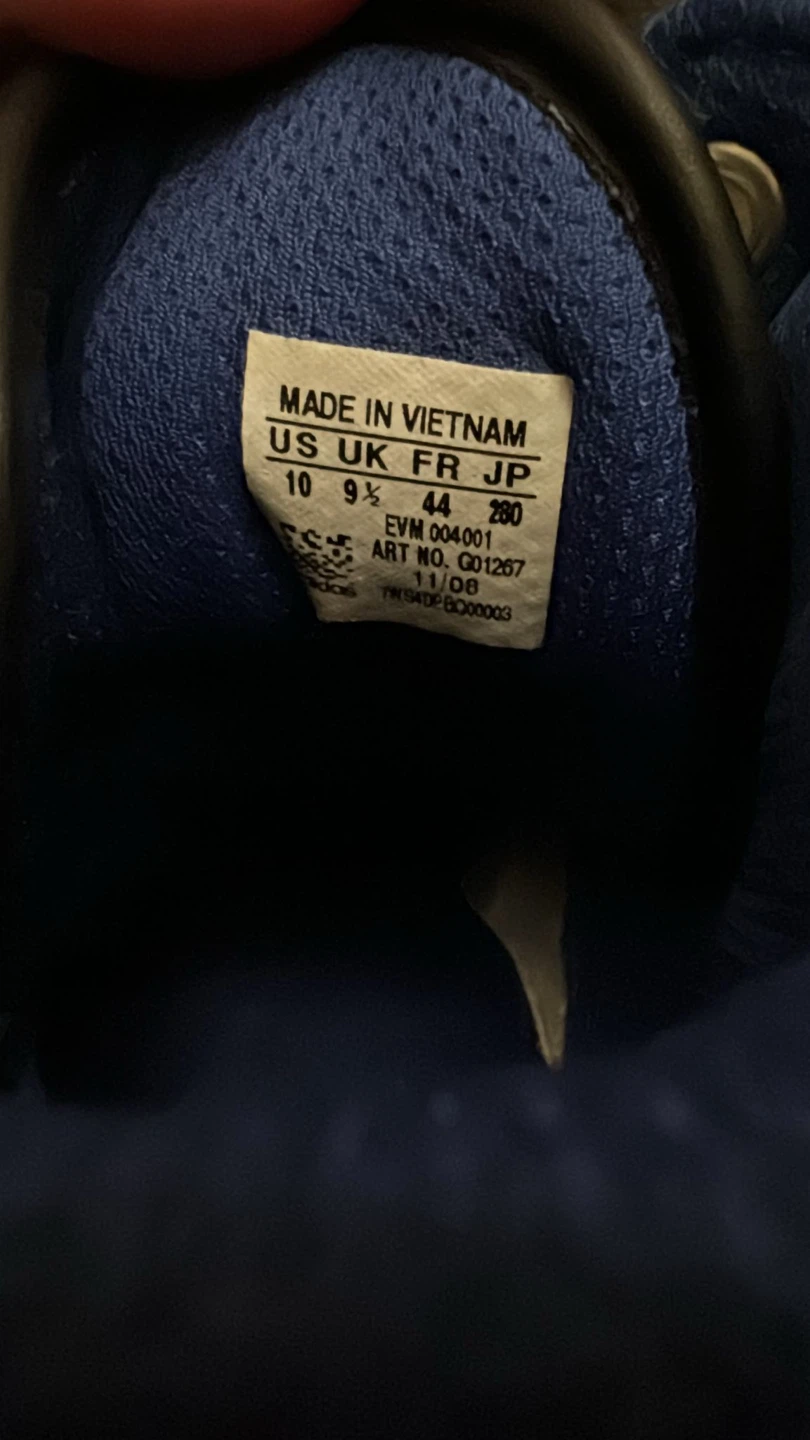 MADE IN VIETNAM
US UK FR JP
10 9½ 44 280
EVM 004001
ART NO. G01267
11/08